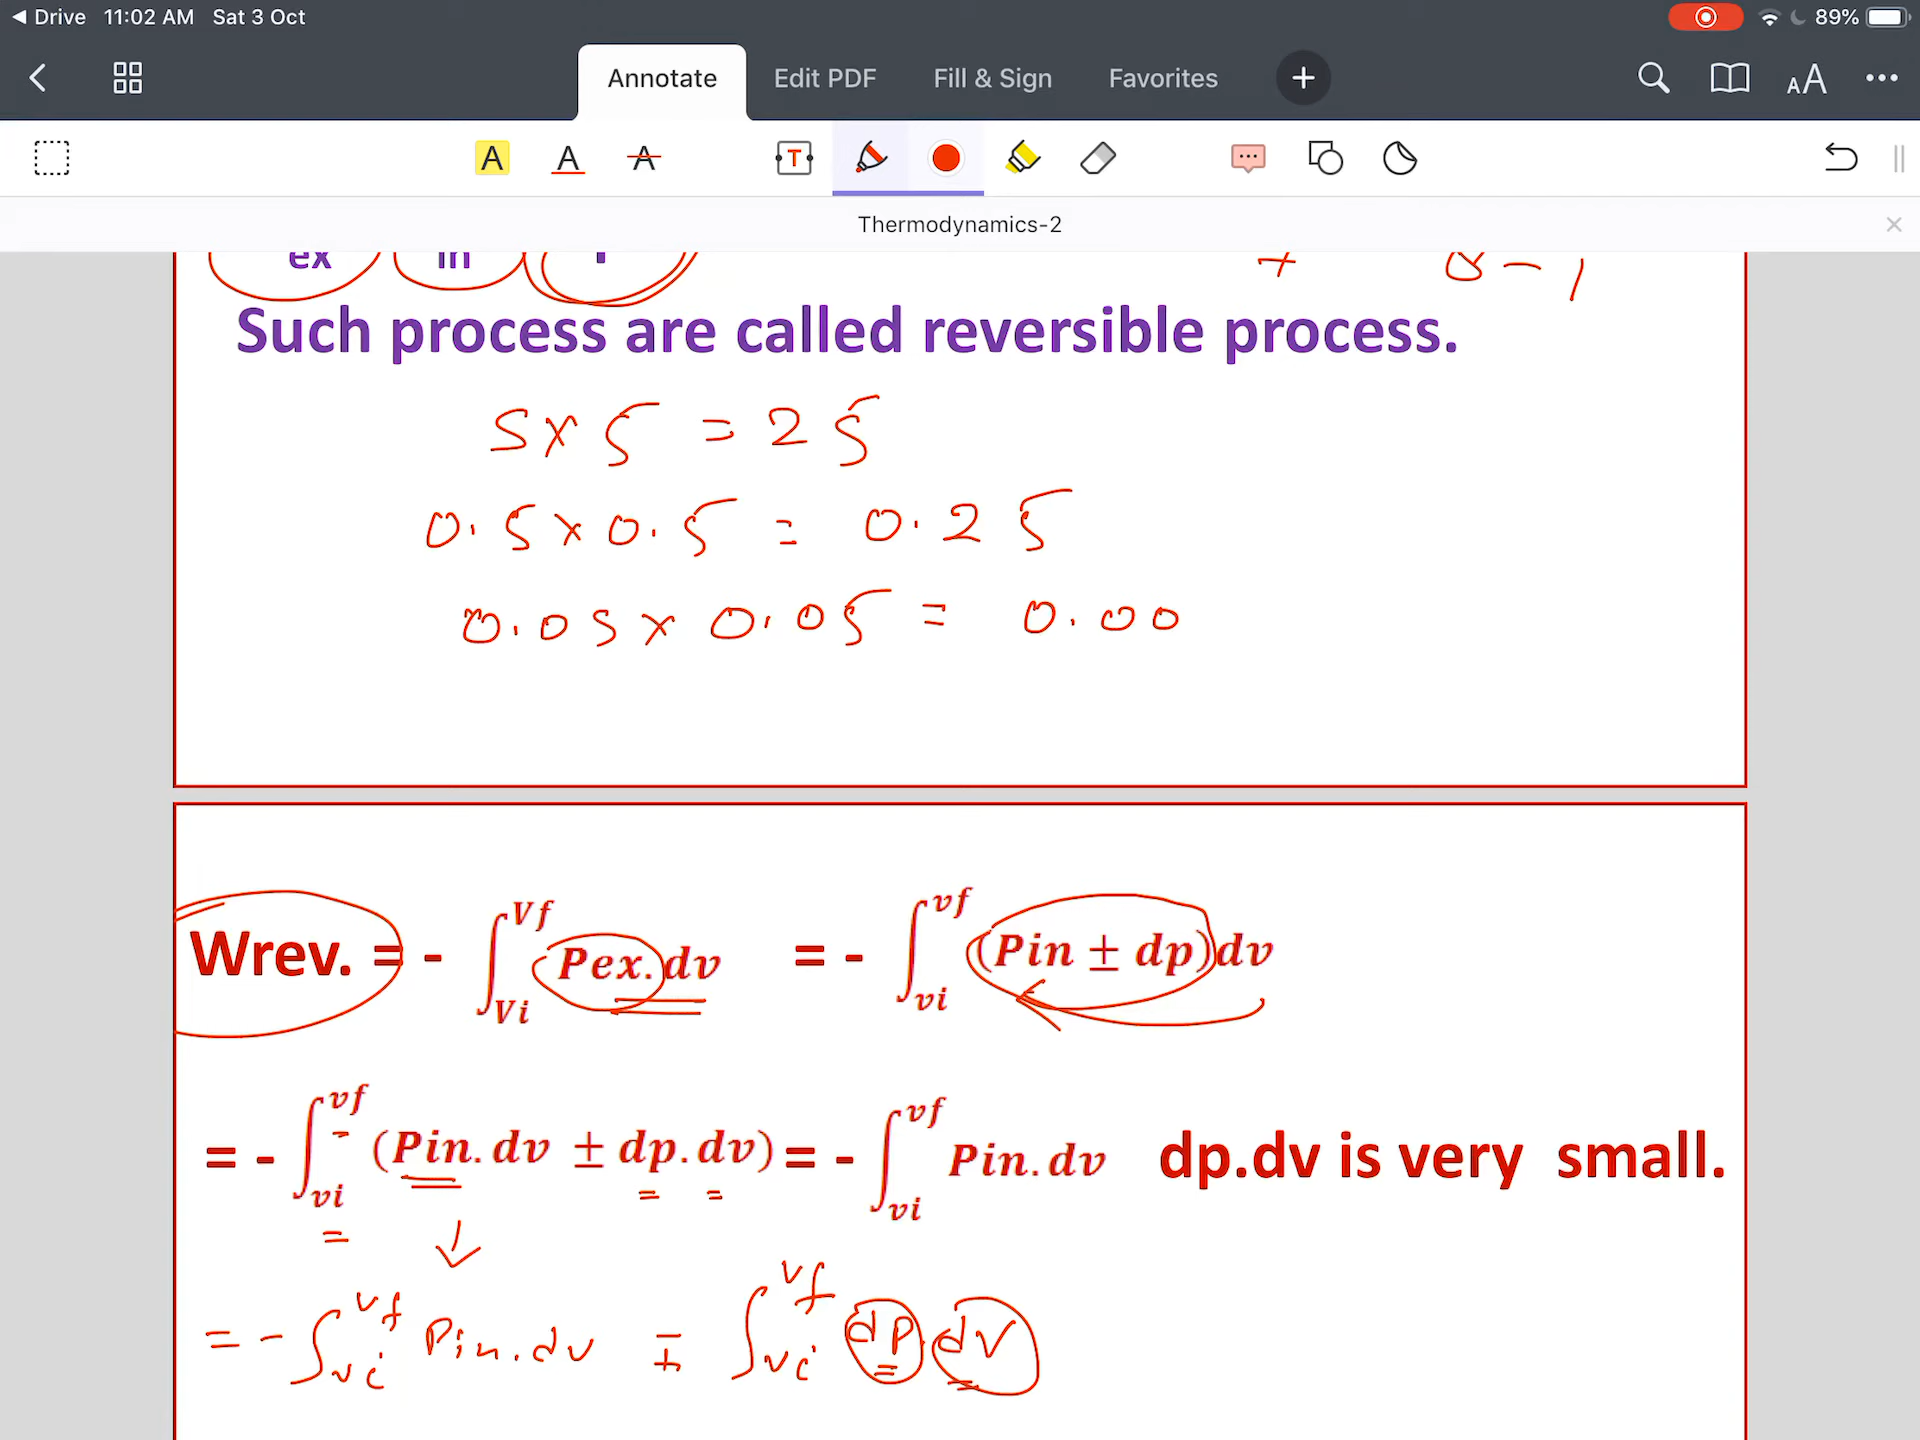 Drive 11:02 AM Sat 3 Oct 89%
Annotate Edit PDF Fill & Sign Favorites +
AA
A A A T
Thermodynamics-2
ex in
Such process are called reversible process.
5 x 5 = 25
0.5 x 0.5 = 0.25
0.05 x 0.05 = 0.00
Wrev. = - ∫ Vf Vi Pex. dv = - ∫ vf vi (Pin ± dp)dv
= - ∫ vf vi (Pin. dv ± dp. dv) = - ∫ vf vi Pin. dv dp.dv is very small.
= - ∫ vf vi Pin. dv ∓ ∫ vf vi dp dv